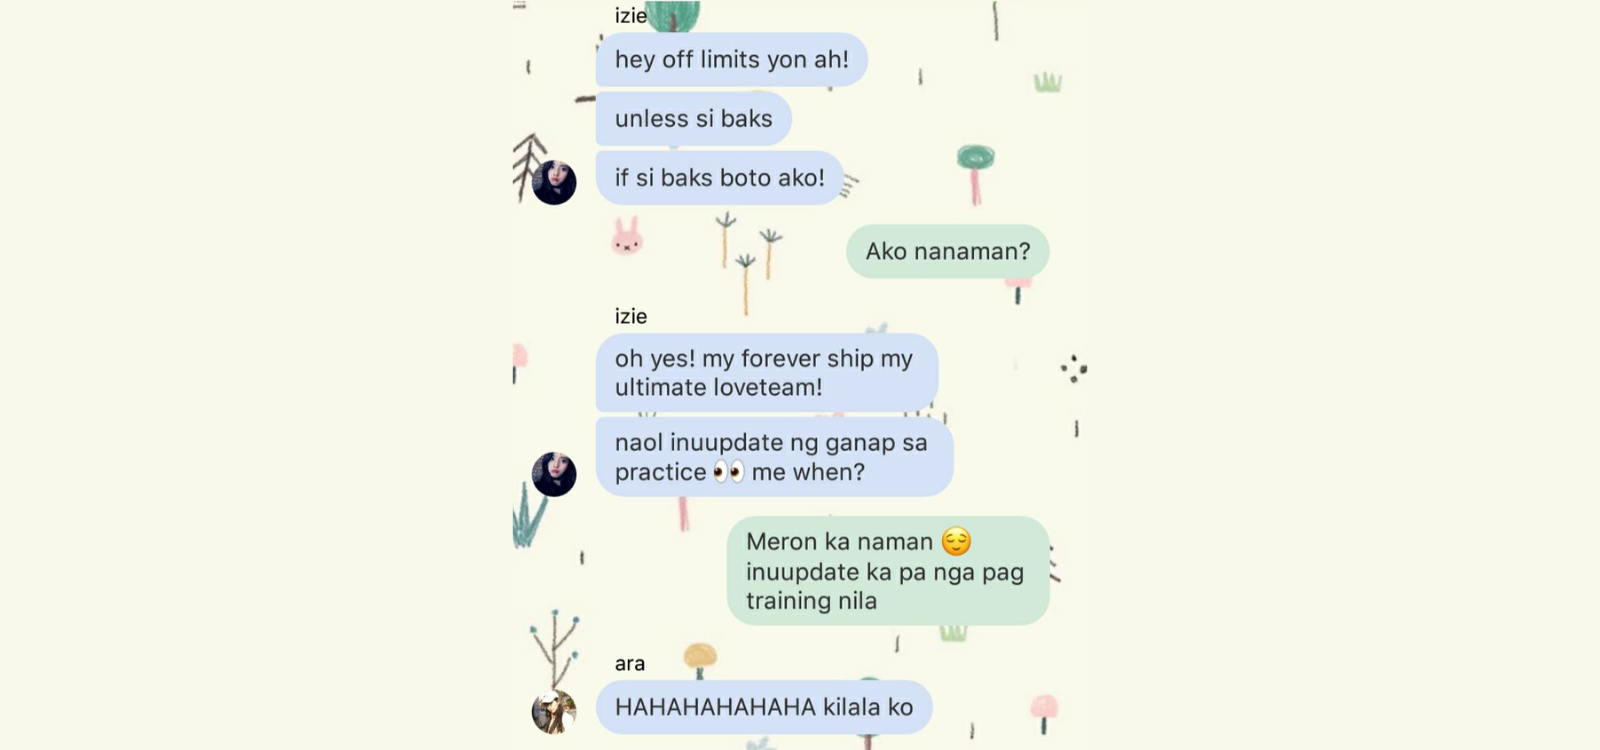 izie
hey off limits yon ah!
unless si baks
if si baks boto ako!
Ako nanaman?
izie
oh yes! my forever ship my
ultimate loveteam!
naol inuupdate ng ganap sa
practice 👀 me when?
Meron ka naman 😌
inuupdate ka pa nga pag
training nila
ara
HAHAHAHAHAHA kilala ko